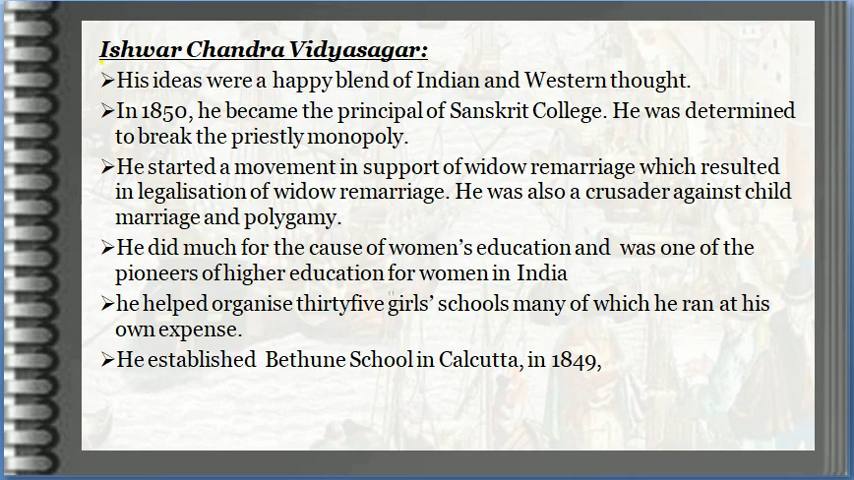 Ishwar Chandra Vidyasagar:
➢His ideas were a happy blend of Indian and Western thought.
➢In 1850, he became the principal of Sanskrit College. He was determined
to break the priestly monopoly.
➢He started a movement in support of widow remarriage which resulted
in legalisation of widow remarriage. He was also a crusader against child
marriage and polygamy.
➢He did much for the cause of women’s education and was one of the
pioneers of higher education for women in India
➢he helped organise thirtyfive girls’ schools many of which he ran at his
own expense.
➢He established Bethune School in Calcutta, in 1849,